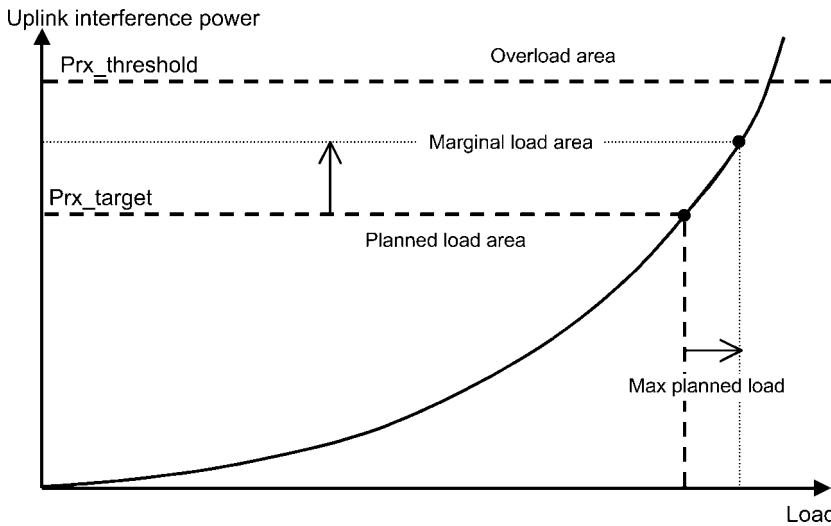 Uplink interference power
Prx_threshold
Overload area
Marginal load area
Prx_target
Planned load area
Max planned load
Load